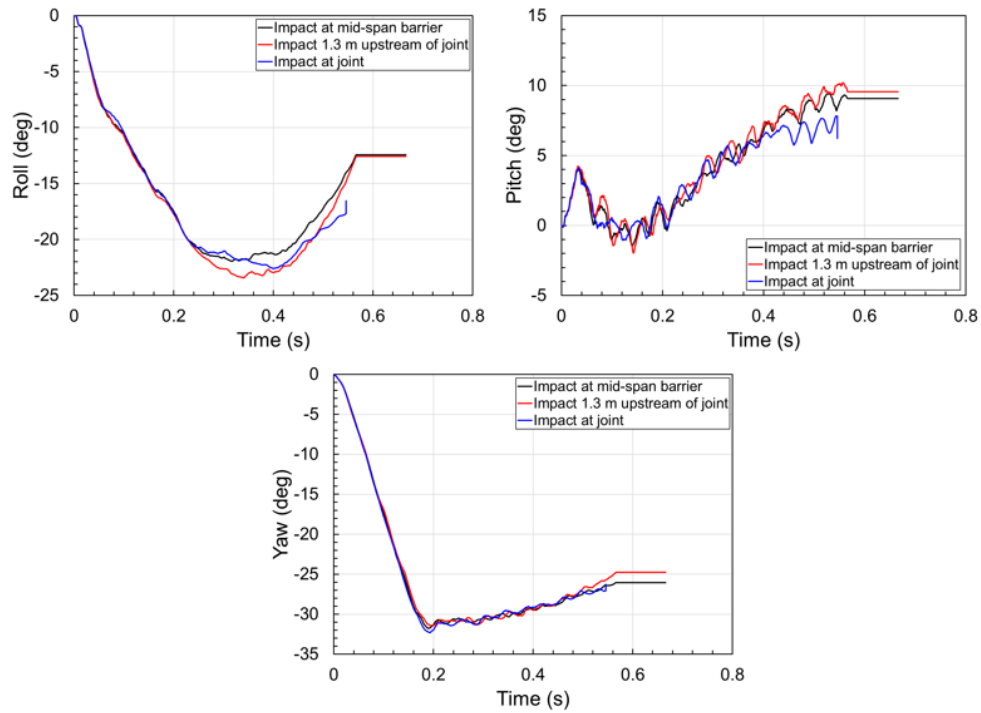 Impact at mid-span barrier
Impact 1.3 m upstream of joint
Impact at joint
0
-5
-10
-15
-20
-25
Roll (deg)
0
0.2
0.4
0.6
0.8
Time (s)
15
10
5
0
-5
Pitch (deg)
Impact at mid-span barrier
Impact 1.3 m upstream of joint
Impact at joint
0
0.2
0.4
0.6
0.8
Time (s)
0
-5
-10
-15
-20
-25
-30
-35
Yaw (deg)
Impact at mid-span barrier
Impact 1.3 m upstream of joint
Impact at joint
0
0.2
0.4
0.6
0.8
Time (s)